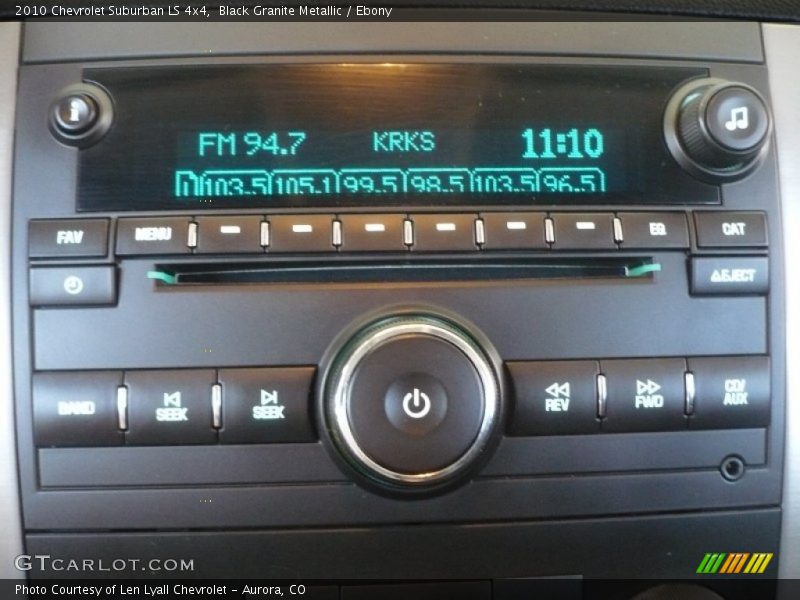 2010 Chevrolet Suburban LS 4x4, Black Granite Metallic / Ebony
i
FM 94.7 KRKS 11:10
1 103.5 105.1 99.5 98.5 103.5 96.5
FAV MENU EQ CAT
EJECT
BAND SEEK SEEK REV FWD CD/
AUX
GTCARLOT.COM
Photo Courtesy of Len Lyall Chevrolet - Aurora, CO